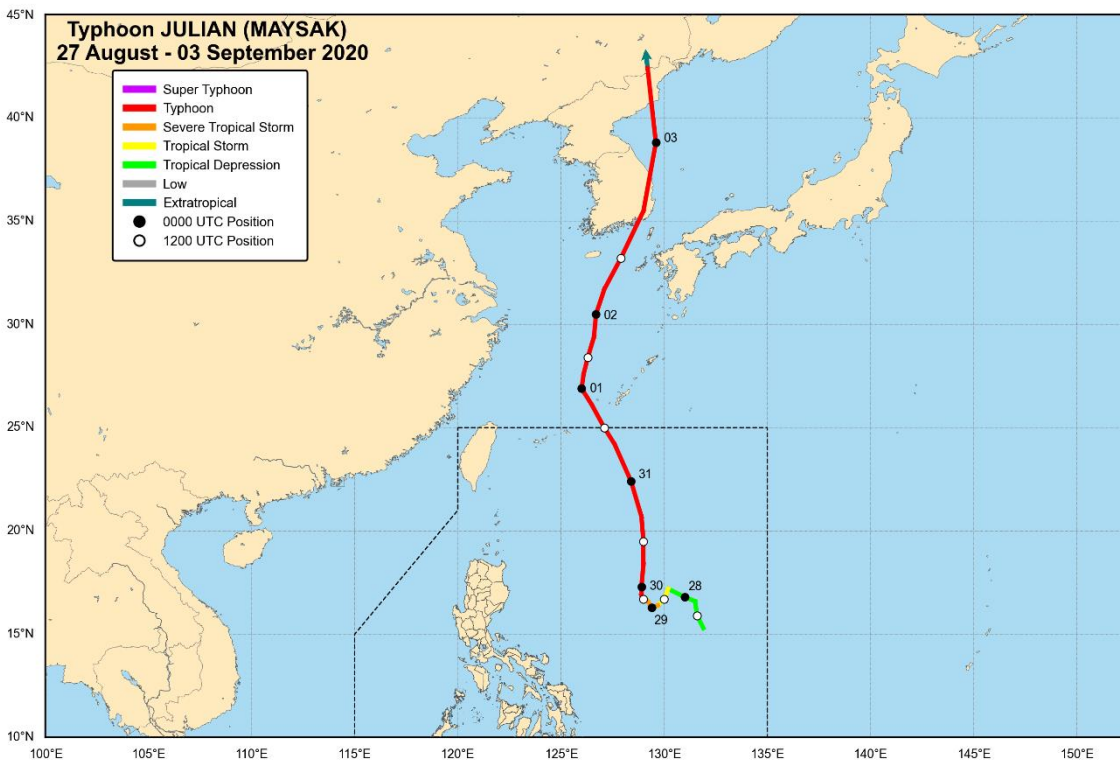 Typhoon JULIAN (MAYSAK)
27 August - 03 September 2020
Super Typhoon
Typhoon
Severe Tropical Storm
Tropical Storm
Tropical Depression
Low
Extratropical
0000 UTC Position
1200 UTC Position
45°N
40°N
35°N
30°N
25°N
20°N
15°N
10°N
03
02
01
31
30
28
29
100°E
105°E
110°E
115°E
120°E
125°E
130°E
135°E
140°E
145°E
150°E